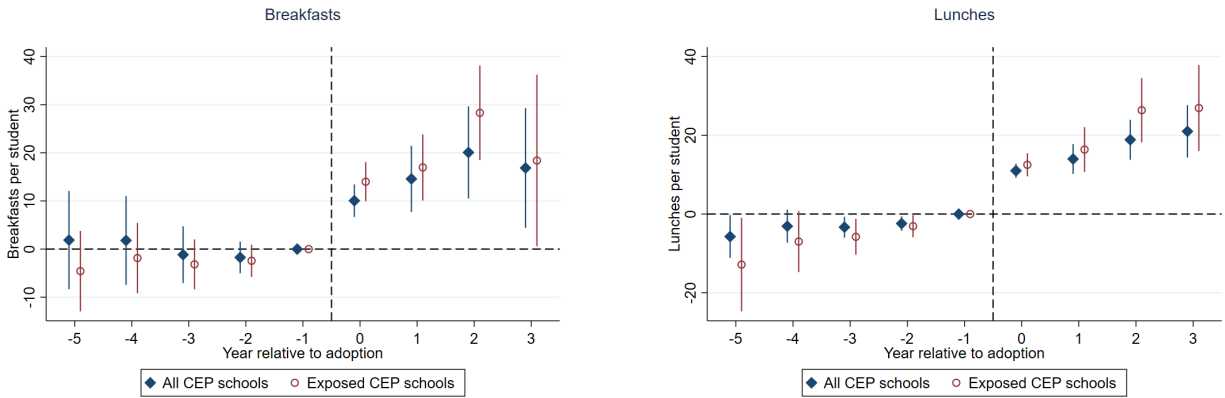 Breakfasts
Breakfasts per student
40
30
20
10
0
-10
-5 -4 -3 -2 -1 0 1 2 3
Year relative to adoption
All CEP schools Exposed CEP schools
Lunches
Lunches per student
40
20
0
-20
-5 -4 -3 -2 -1 0 1 2 3
Year relative to adoption
All CEP schools Exposed CEP schools